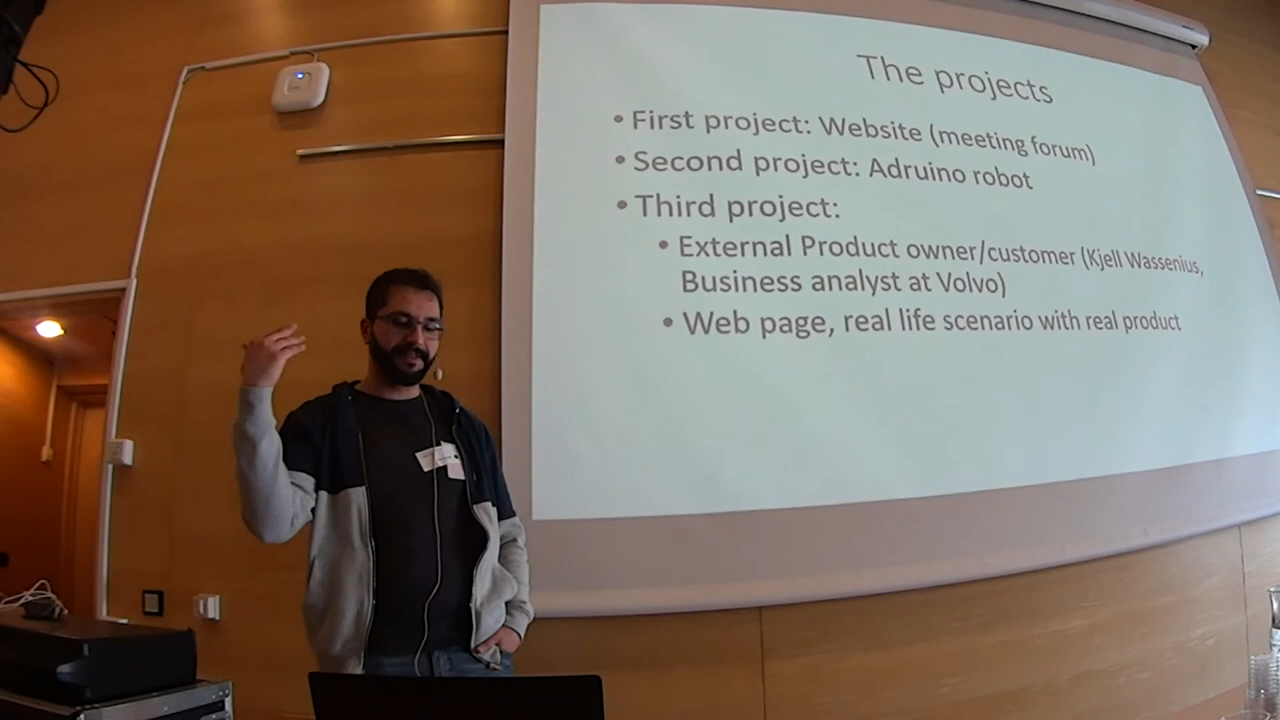 The projects
• First project: Website (meeting forum)
• Second project: Adruino robot
• Third project:
• External Product owner/customer (Kjell Wassenius,
Business analyst at Volvo)
• Web page, real life scenario with real product